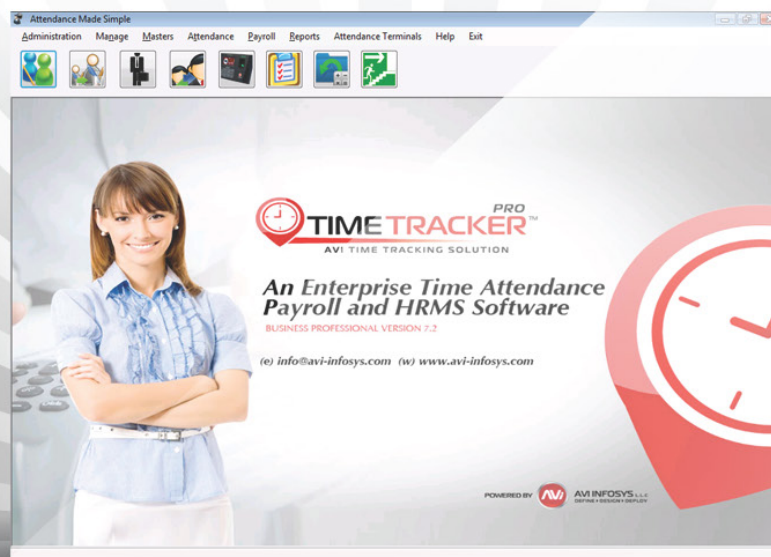 Attendance Made Simple
Administration Manage Masters Attendance Payroll Reports Attendance Terminals Help Exit
PRO
TIMETRACKER™
AVI TIME TRACKING SOLUTION
An Enterprise Time Attendance
Payroll and HRMS Software
BUSINESS PROFESSIONAL VERSION 7.2
(e) info@avi-infosys.com (w) www.avi-infosys.com
POWERED BY AVI AVI INFOSYS L.L.C
DEFINE • DESIGN • DEPLOY